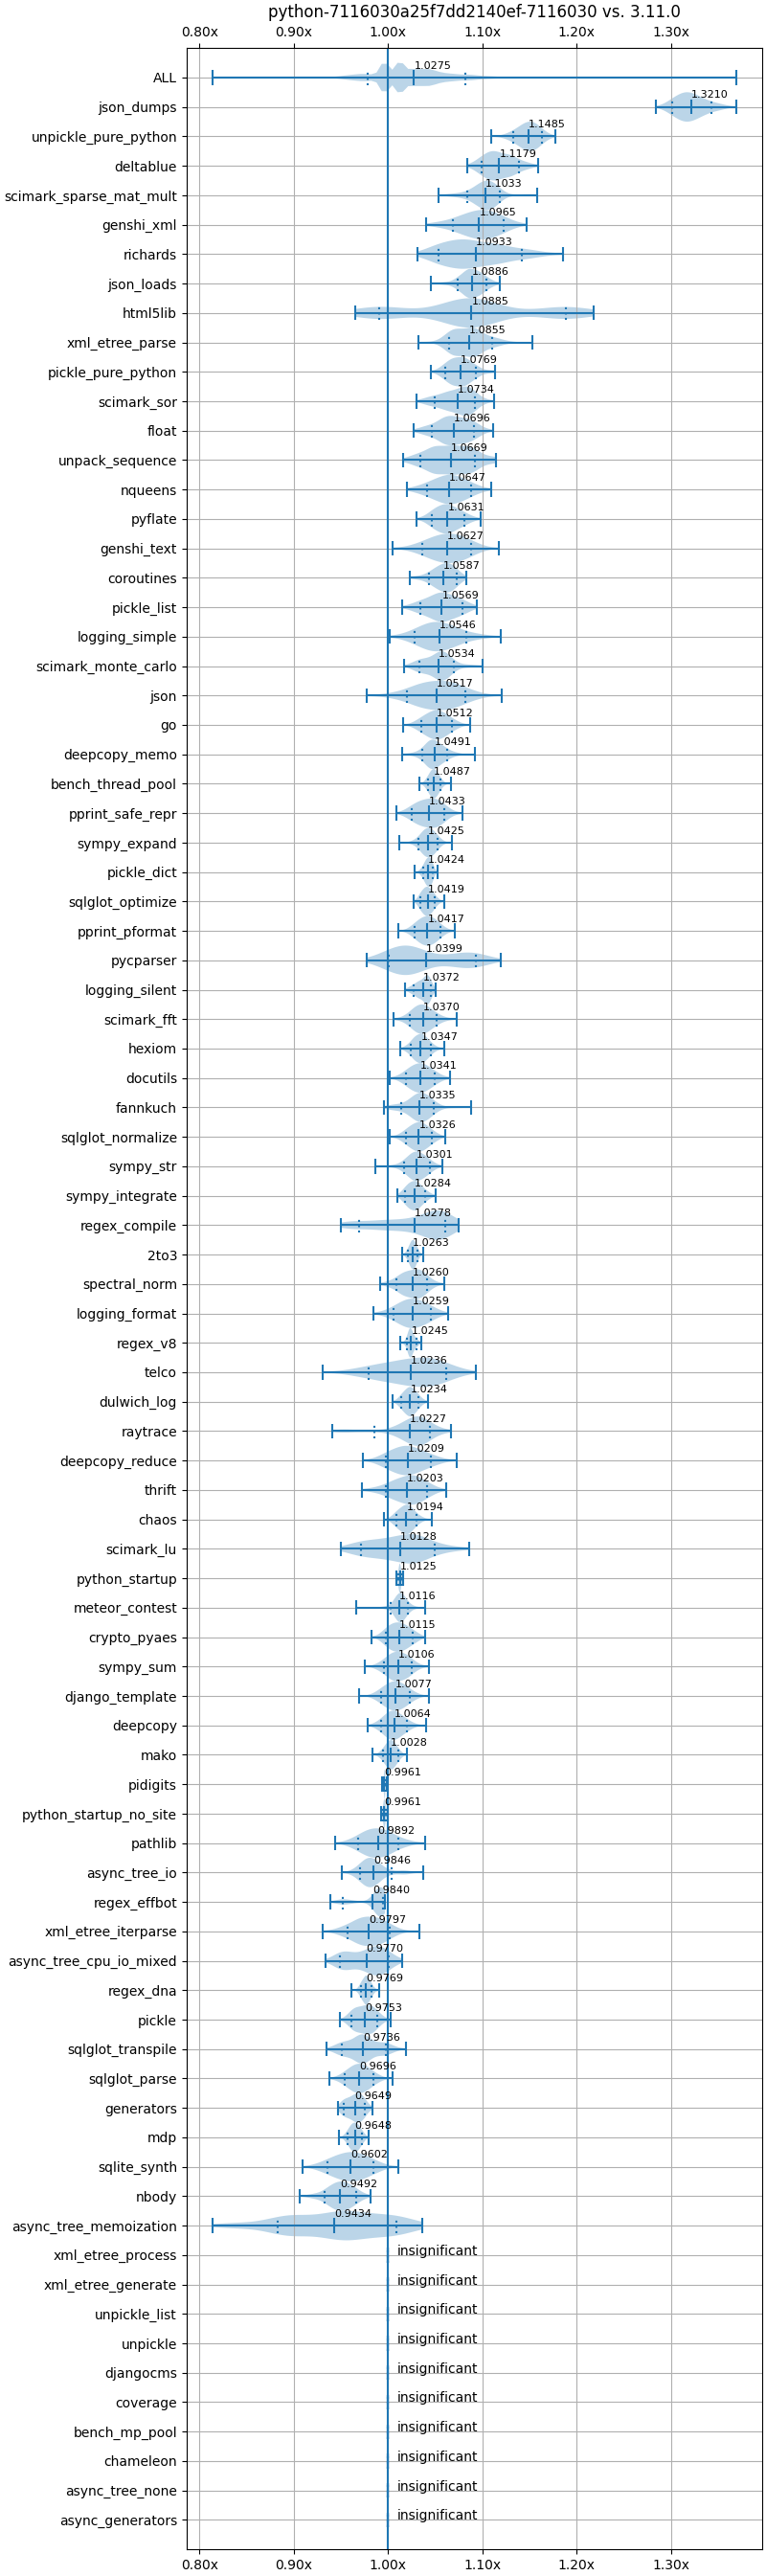 python-7116030a25f7dd2140ef-7116030 vs. 3.11.0
0.80x 0.90x 1.00x 1.10x 1.20x 1.30x
ALL 1.0275
json_dumps 1.3210
unpickle_pure_python 1.1485
deltablue 1.1179
scimark_sparse_mat_mult 1.1033
genshi_xml 1.0965
richards 1.0933
json_loads 1.0886
html5lib 1.0885
xml_etree_parse 1.0855
pickle_pure_python 1.0769
scimark_sor 1.0734
float 1.0696
unpack_sequence 1.0669
nqueens 1.0647
pyflate 1.0631
genshi_text 1.0627
coroutines 1.0587
pickle_list 1.0569
logging_simple 1.0546
scimark_monte_carlo 1.0534
json 1.0517
go 1.0512
deepcopy_memo 1.0491
bench_thread_pool 1.0487
pprint_safe_repr 1.0433
sympy_expand 1.0425
pickle_dict 1.0424
sqlglot_optimize 1.0419
pprint_pformat 1.0417
pycparser 1.0399
logging_silent 1.0372
scimark_fft 1.0370
hexiom 1.0347
docutils 1.0341
fannkuch 1.0335
sqlglot_normalize 1.0326
sympy_str 1.0301
sympy_integrate 1.0284
regex_compile 1.0278
2to3 1.0263
spectral_norm 1.0260
logging_format 1.0259
regex_v8 1.0245
telco 1.0236
dulwich_log 1.0234
raytrace 1.0227
deepcopy_reduce 1.0209
thrift 1.0203
chaos 1.0194
scimark_lu 1.0128
python_startup 1.0125
meteor_contest 1.0116
crypto_pyaes 1.0115
sympy_sum 1.0106
django_template 1.0077
deepcopy 1.0064
mako 1.0028
pidigits 0.9961
python_startup_no_site 0.9961
pathlib 0.9892
async_tree_io 0.9846
regex_effbot 0.9840
xml_etree_iterparse 0.9797
async_tree_cpu_io_mixed 0.9770
regex_dna 0.9769
pickle 0.9753
sqlglot_transpile 0.9736
sqlglot_parse 0.9696
generators 0.9649
mdp 0.9648
sqlite_synth 0.9602
nbody 0.9492
async_tree_memoization 0.9434
xml_etree_process insignificant
xml_etree_generate insignificant
unpickle_list insignificant
unpickle insignificant
djangocms insignificant
coverage insignificant
bench_mp_pool insignificant
chameleon insignificant
async_tree_none insignificant
async_generators insignificant
0.80x 0.90x 1.00x 1.10x 1.20x 1.30x